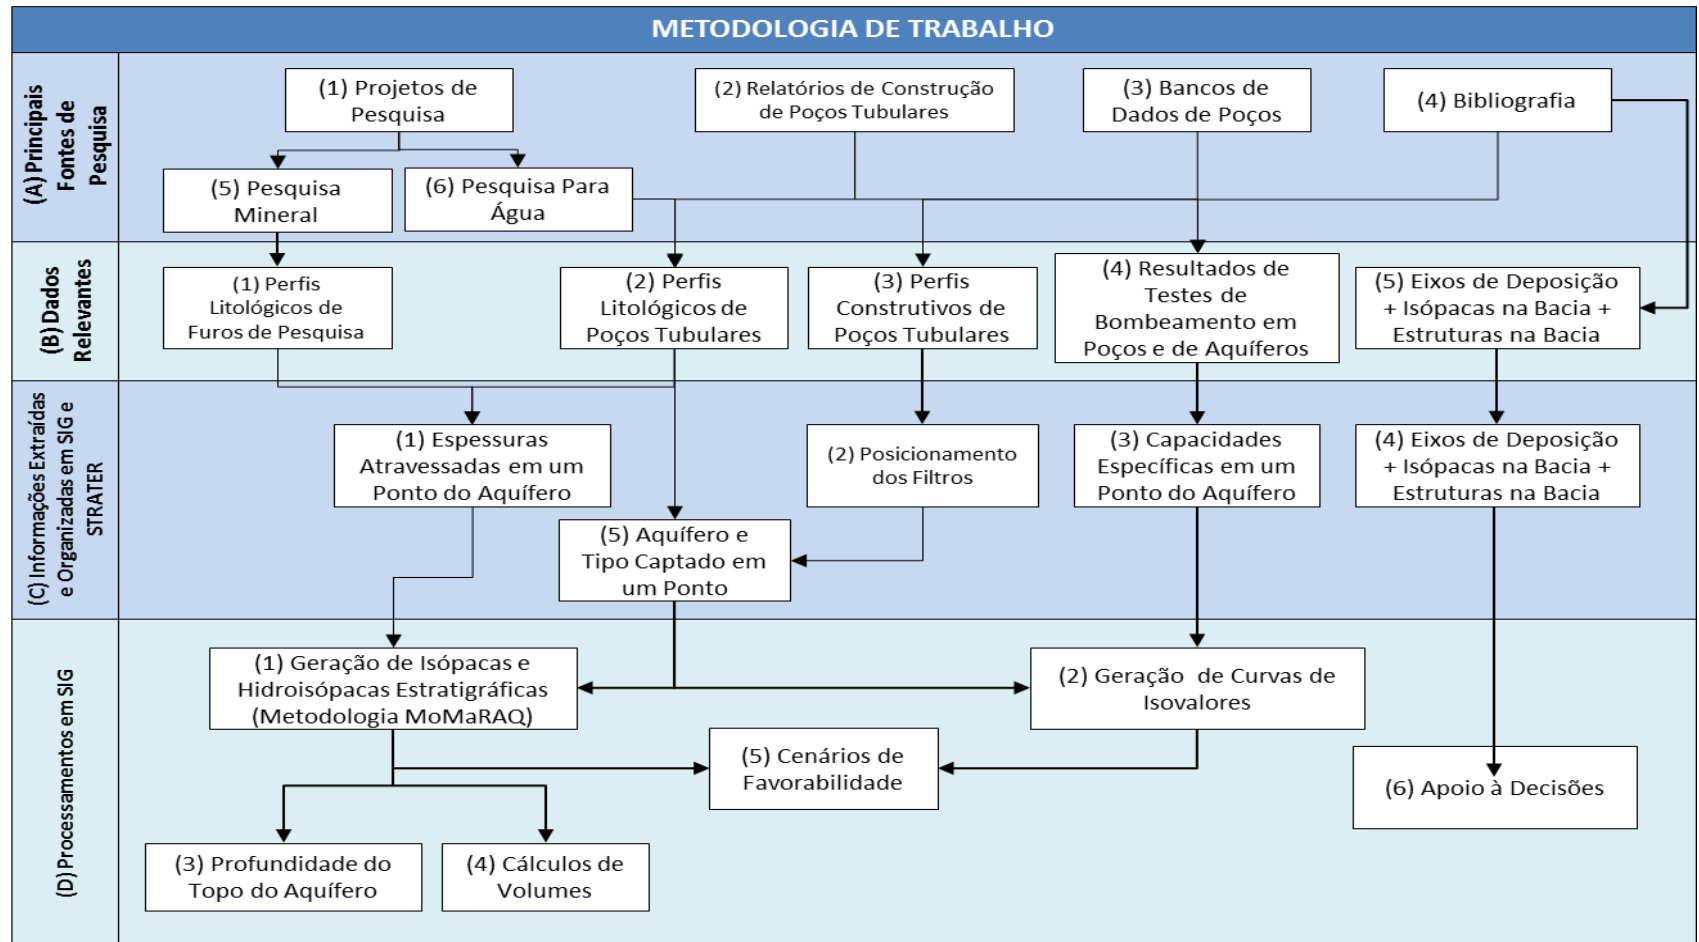 METODOLOGIA DE TRABALHO
(A) Principais
Fontes de
Pesquisa
(1) Projetos de
Pesquisa
(2) Relatórios de Construção
de Poços Tubulares
(3) Bancos de
Dados de Poços
(4) Bibliografia
(5) Pesquisa
Mineral
(6) Pesquisa Para
Água
(B) Dados
Relevantes
(1) Perfis
Litológicos de
Furos de Pesquisa
(2) Perfis
Litológicos de
Poços Tubulares
(3) Perfis
Construtivos de
Poços Tubulares
(4) Resultados de
Testes de
Bombeamento em
Poços e de Aquíferos
(5) Eixos de Deposição
+ Isópacas na Bacia +
Estruturas na Bacia
(C) Informações Extraídas
e Organizadas em SIG e
STRATER
(1) Espessuras
Atravessadas em um
Ponto do Aquífero
(2) Posicionamento
dos Filtros
(3) Capacidades
Específicas em um
Ponto do Aquífero
(4) Eixos de Deposição
+ Isópacas na Bacia +
Estruturas na Bacia
(5) Aquífero e
Tipo Captado em
um Ponto
(D) Processamentos em SIG
(1) Geração de Isópacas e
Hidroisópacas Estratigráficas
(Metodologia MoMaRAQ)
(2) Geração de Curvas de
Isovalores
(5) Cenários de
Favorabilidade
(6) Apoio à Decisões
(3) Profundidade do
Topo do Aquífero
(4) Cálculos de
Volumes